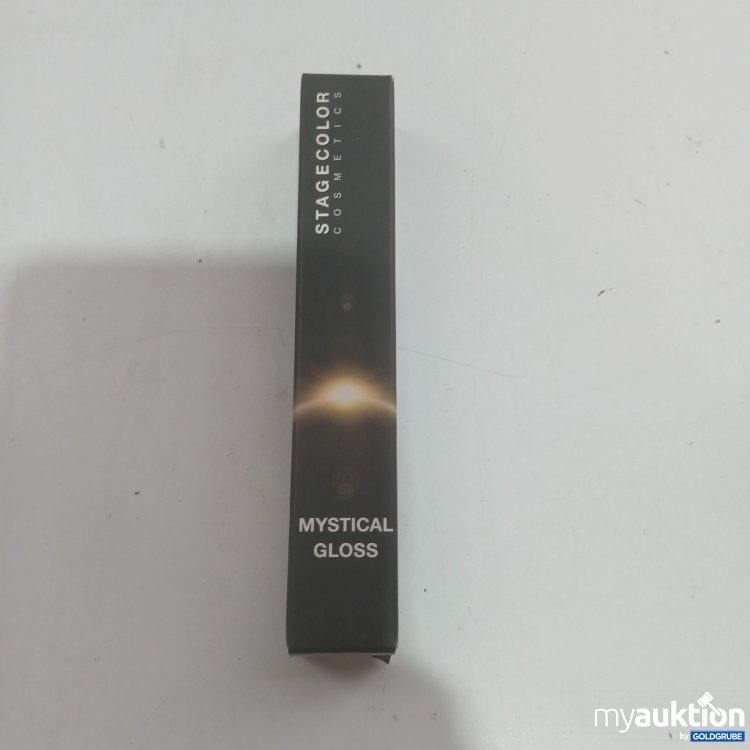 STAGECOLOR
COSMETICS
MYSTICAL
GLOSS
myauktion
by GOLDGRUBE